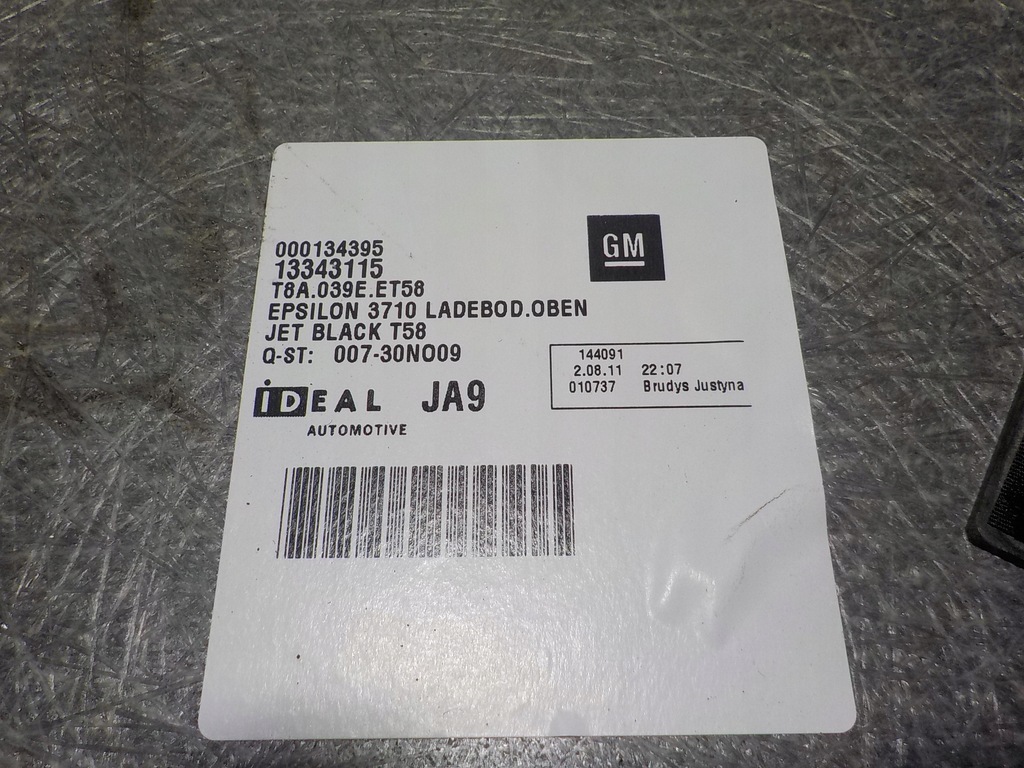 GM
000134395
13343115
T8A.039E.ET58
EPSILON 3710 LADEBOD.OBEN
JET BLACK T58
Q-ST: 007-30NO09
iDEAL JA9
AUTOMOTIVE
144091
2.08.11 22:07
010737 Brudys Justyna